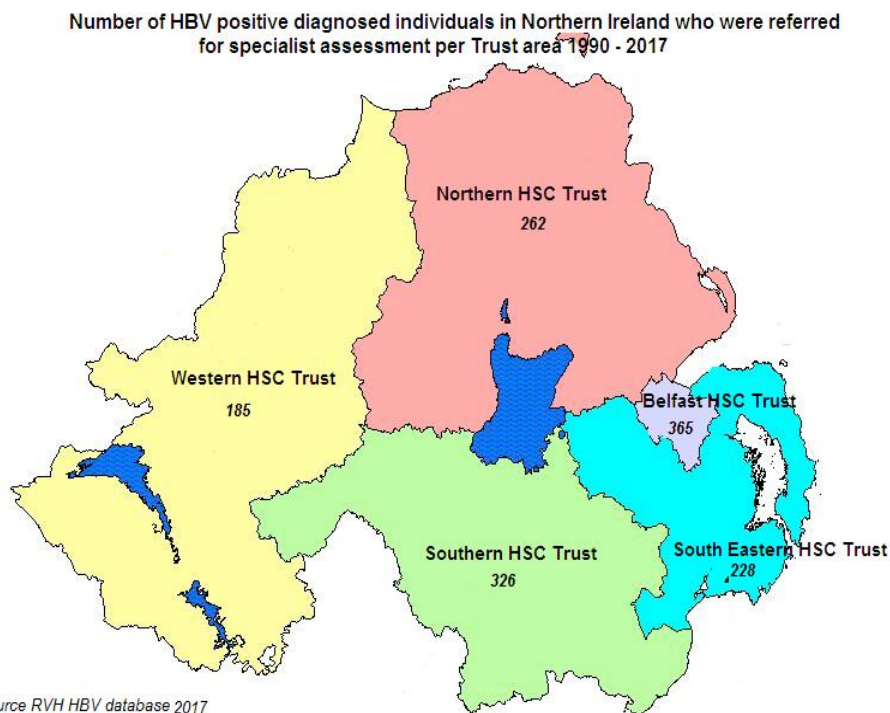 Number of HBV positive diagnosed individuals in Northern Ireland who were referred
for specialist assessment per Trust area 1990 - 2017
Northern HSC Trust
262
Western HSC Trust
185
Belfast HSC Trust
365
Southern HSC Trust
326
South Eastern HSC Trust
228
urce RVH HBV database 2017